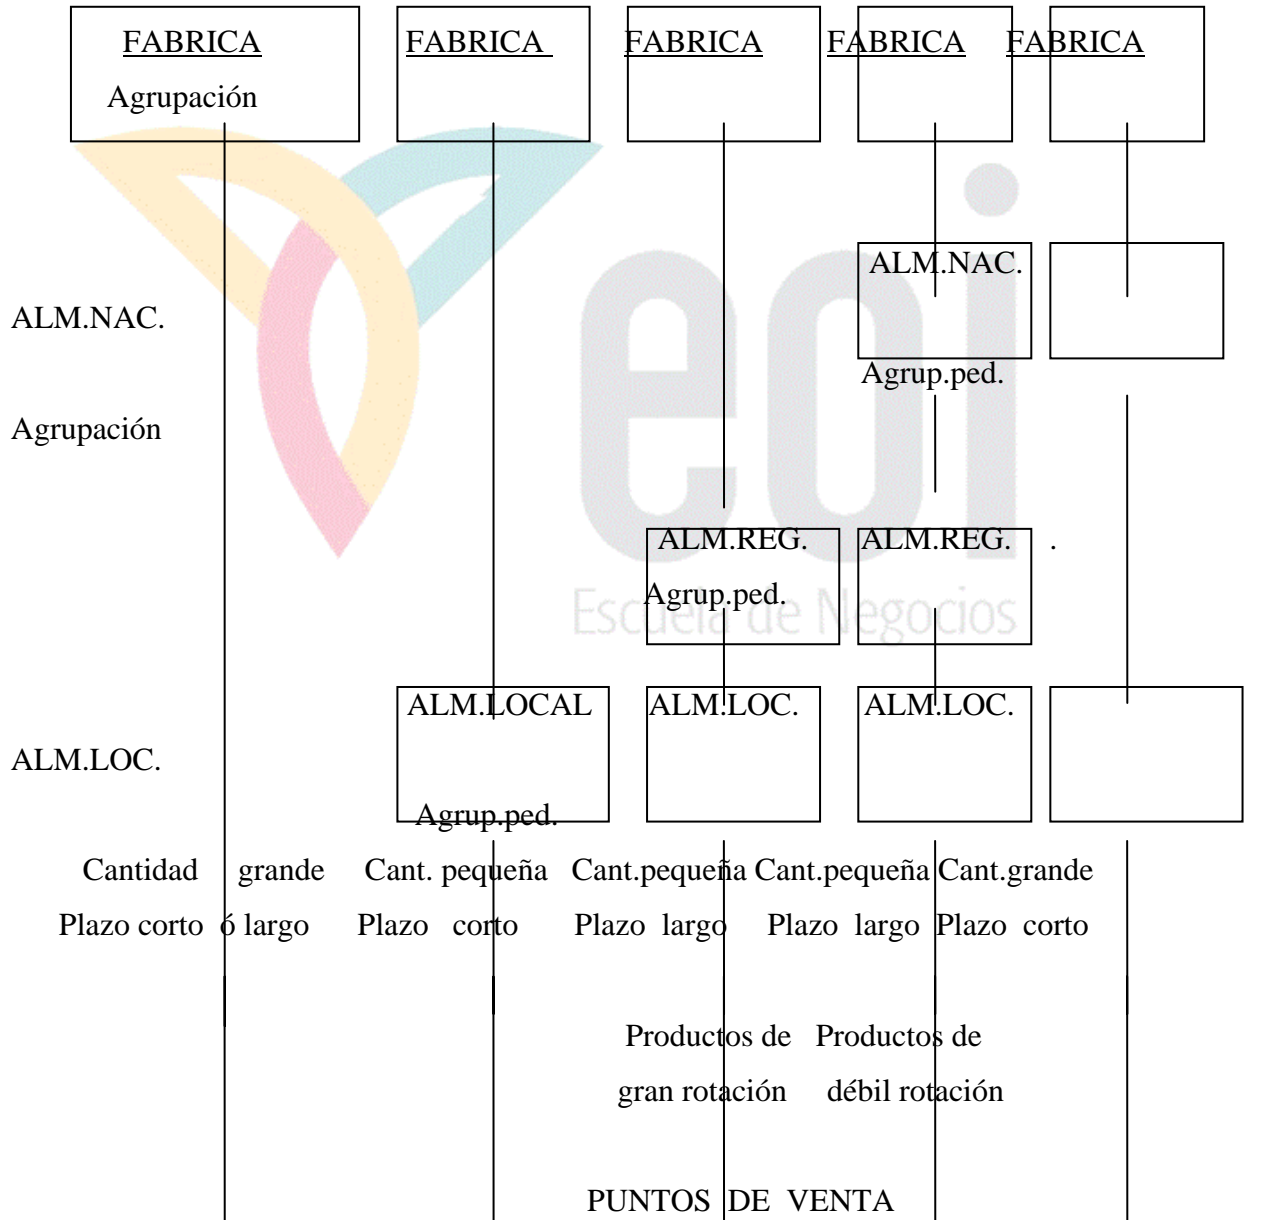 FABRICA FABRICA FABRICA FABRICA FABRICA
Agrupación
ALM.NAC.
ALM.NAC.
Agrup.ped.
Agrupación
ALM.REG. ALM.REG. .
Agrup.ped.
ALM.LOCAL ALM.LOC. ALM.LOC.
ALM.LOC.
Agrup.ped.
Cantidad grande Cant. pequeña Cant.pequeña Cant.pequeña Cant.grande
Plazo corto ó largo Plazo corto Plazo largo Plazo largo Plazo corto
Productos de Productos de
gran rotación débil rotación
PUNTOS DE VENTA
eoi
Escuela de Negocios